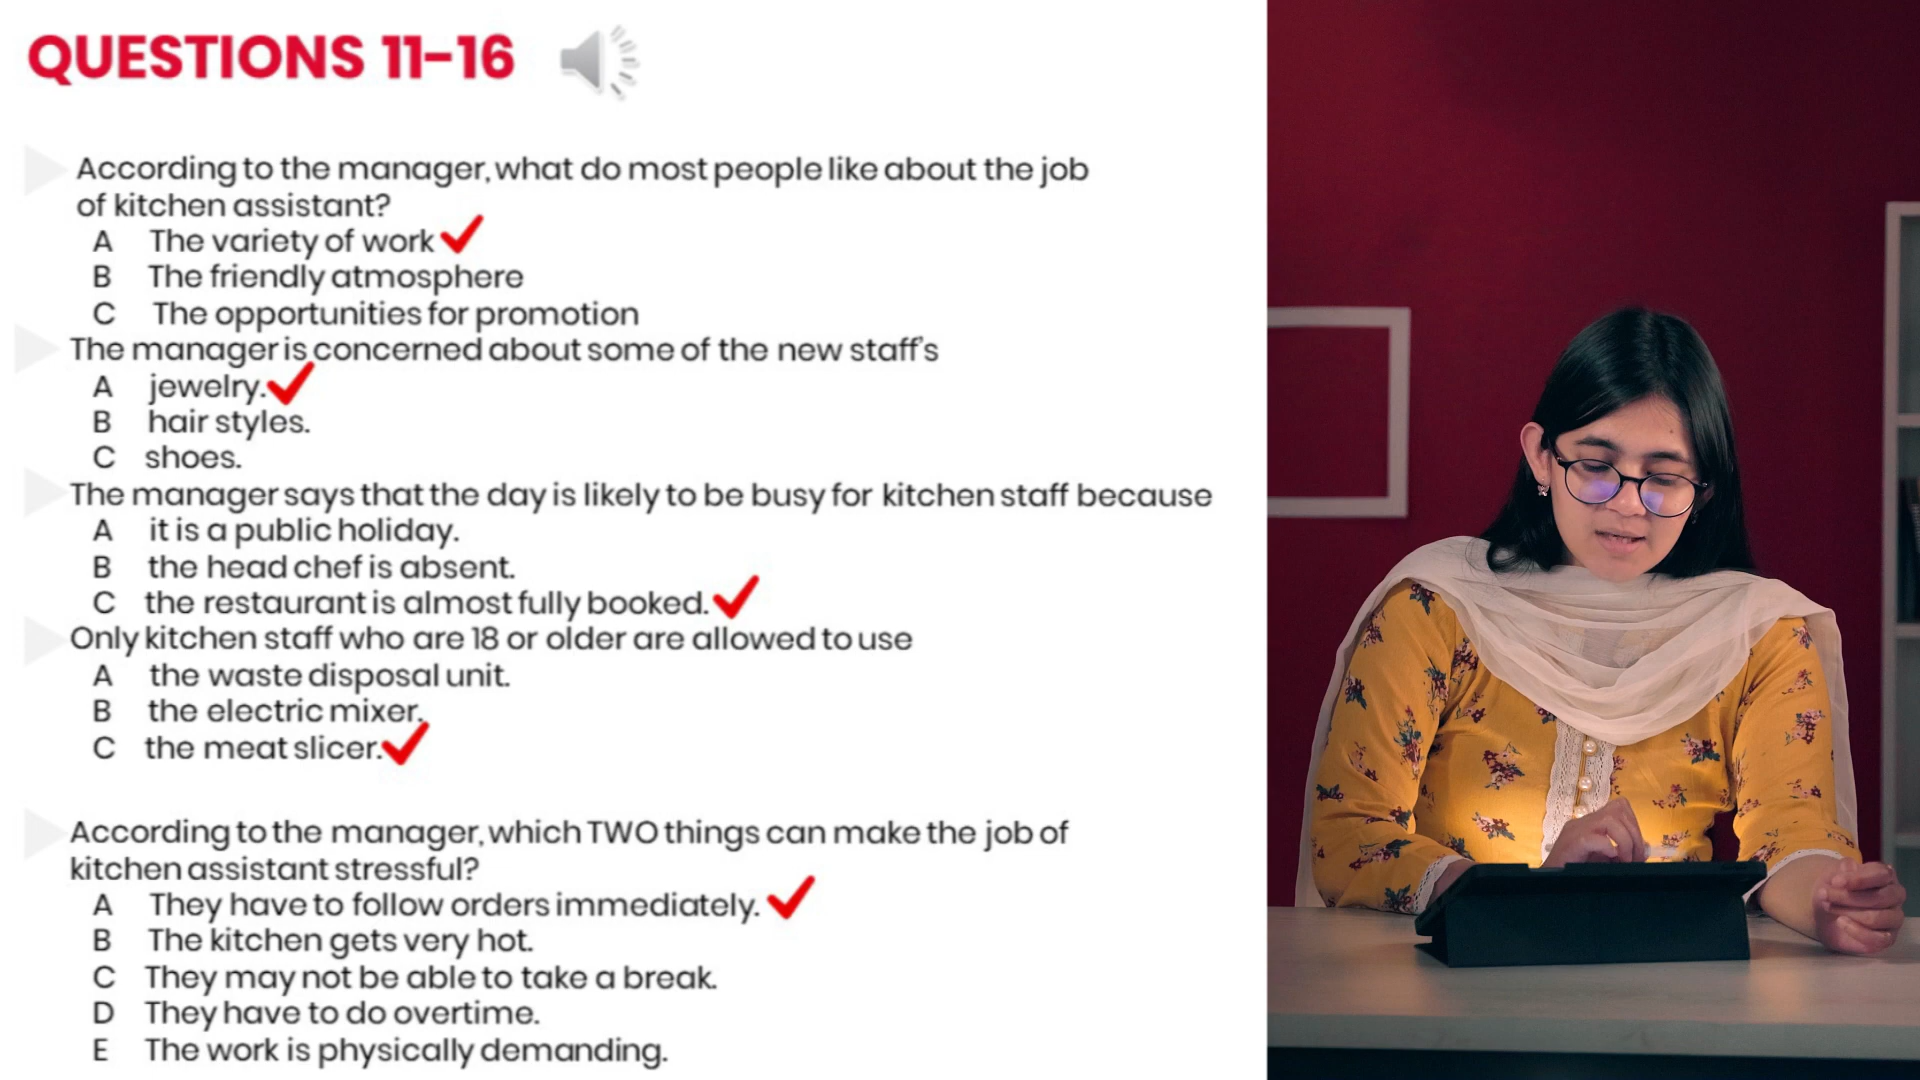 QUESTIONS 11–16
According to the manager, what do most people like about the job
of kitchen assistant?
A The variety of work
B The friendly atmosphere
C The opportunities for promotion
The manager is concerned about some of the new staff's
A jewelry.
B hair styles.
C shoes.
The manager says that the day is likely to be busy for kitchen staff because
A it is a public holiday.
B the head chef is absent.
C the restaurant is almost fully booked.
Only kitchen staff who are 18 or older are allowed to use
A the waste disposal unit.
B the electric mixer.
C the meat slicer.
According to the manager, which TWO things can make the job of
kitchen assistant stressful?
A They have to follow orders immediately.
B The kitchen gets very hot.
C They may not be able to take a break.
D They have to do overtime.
E The work is physically demanding.